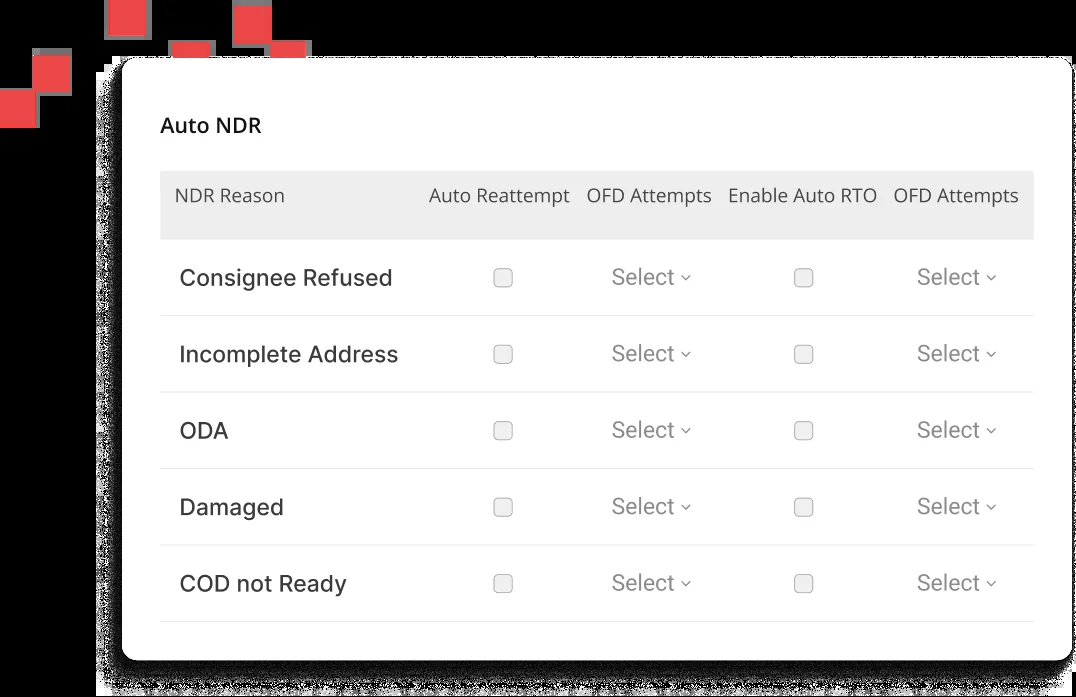 Auto NDR
NDR Reason Auto Reattempt OFD Attempts Enable Auto RTO OFD Attempts
Consignee Refused Select Select
Incomplete Address Select Select
ODA Select Select
Damaged Select Select
COD not Ready Select Select